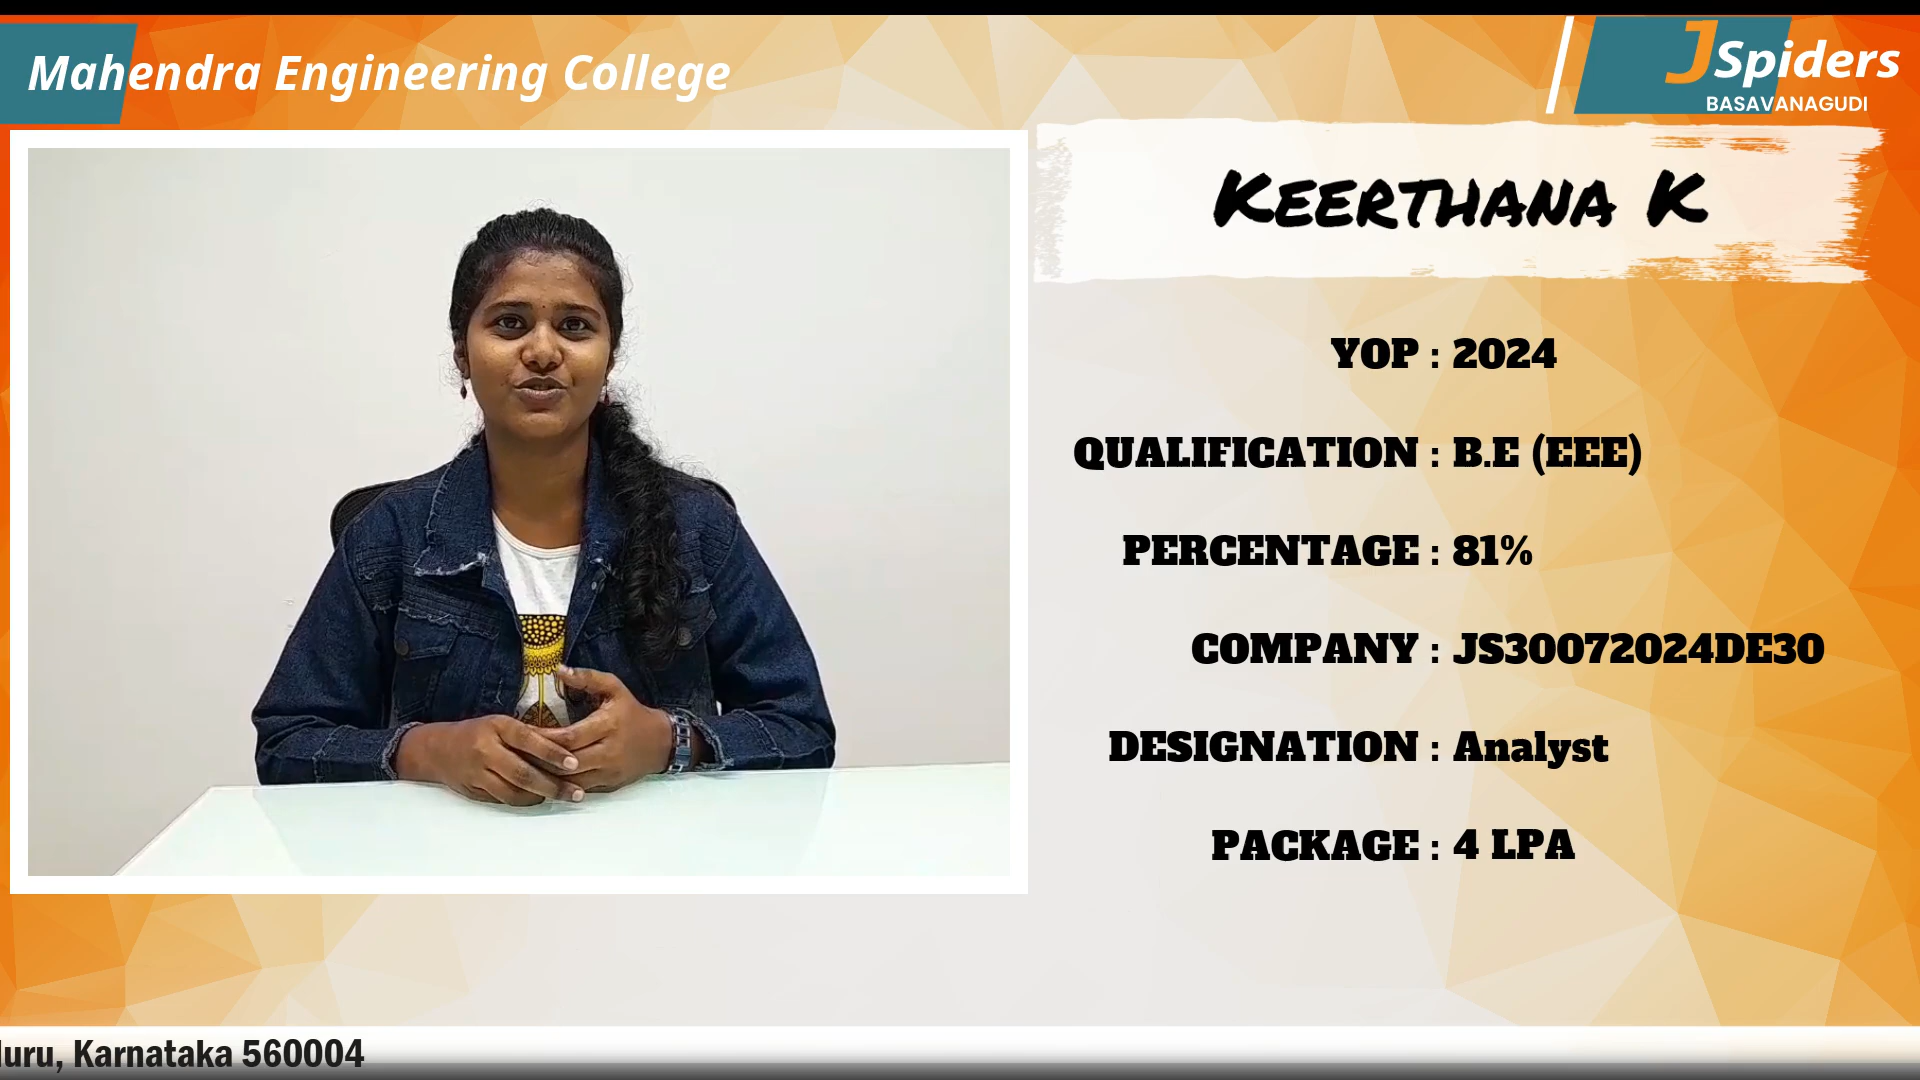 Mahendra Engineering College
JSpiders
BASAVANAGUDI
KEERTHANA K
YOP : 2024
QUALIFICATION : B.E (EEE)
PERCENTAGE : 81%
COMPANY : JS30072024DE30
DESIGNATION : Analyst
PACKAGE : 4 LPA
luru, Karnataka 560004